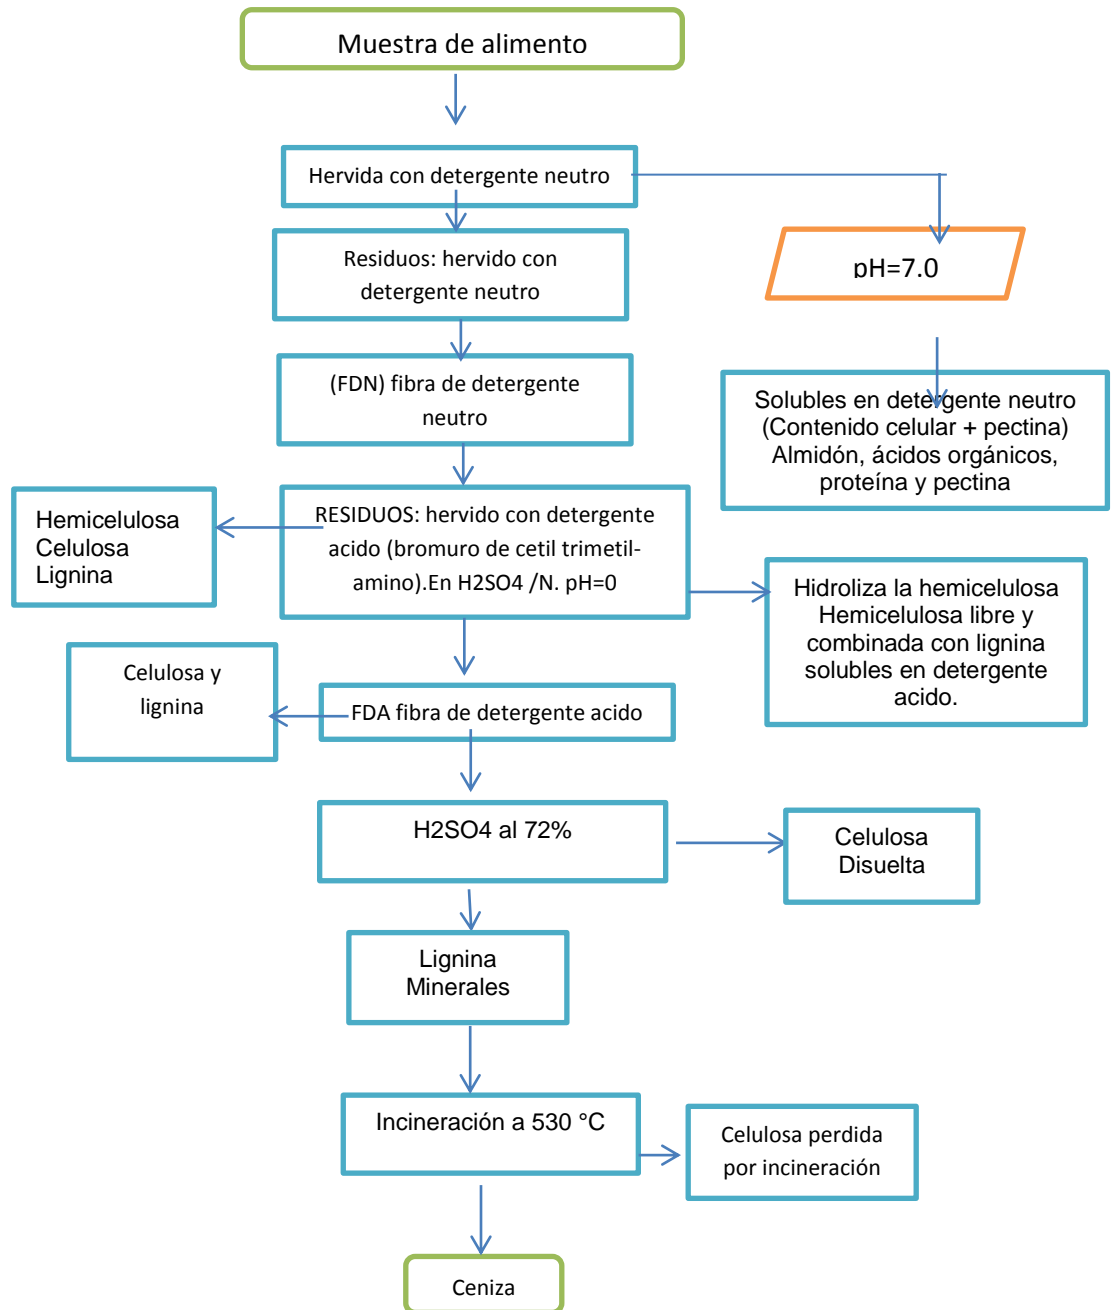 Muestra de alimento
Hervida con detergente neutro
Residuos: hervido con
detergente neutro
pH=7.0
(FDN) fibra de detergente
neutro
Solubles en detergente neutro
(Contenido celular + pectina)
Almidón, ácidos orgánicos,
proteína y pectina
Hemicelulosa
Celulosa
Lignina
RESIDUOS: hervido con detergente
acido (bromuro de cetil trimetil-
amino).En H2SO4 /N. pH=0
Hidroliza la hemicelulosa
Hemicelulosa libre y
combinada con lignina
solubles en detergente
acido.
Celulosa y
lignina
FDA fibra de detergente acido
H2SO4 al 72%
Celulosa
Disuelta
Lignina
Minerales
Incineración a 530 °C
Celulosa perdida
por incineración
Ceniza